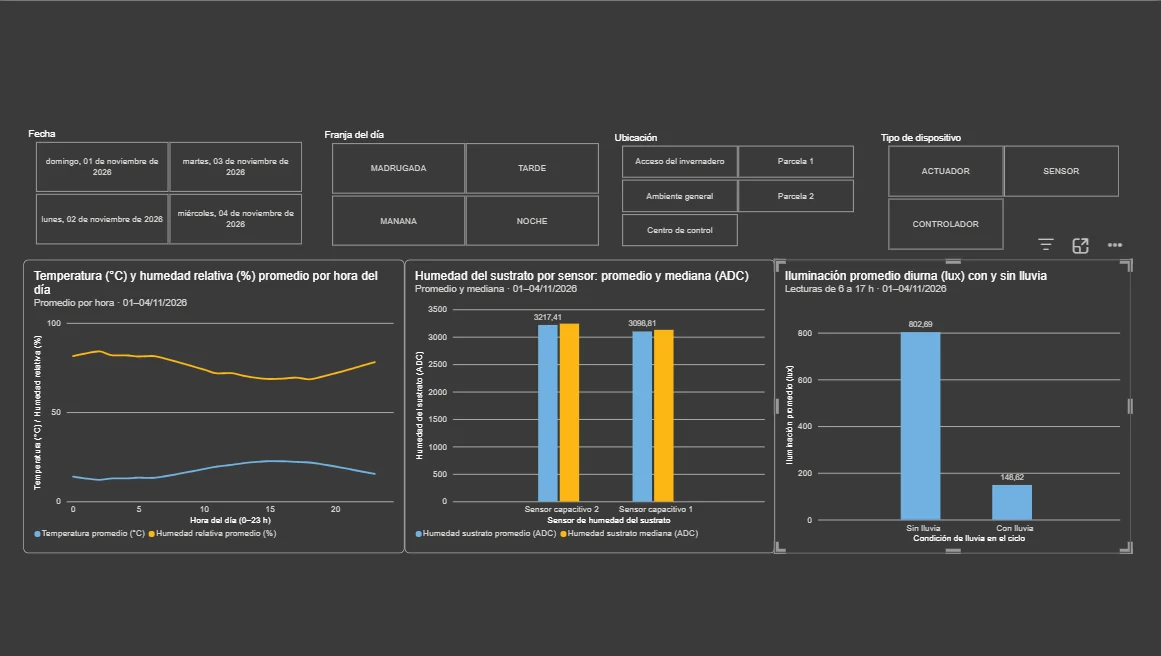 Fecha
domingo, 01 de noviembre de
2026
martes, 03 de noviembre de
2026
lunes, 02 de noviembre de 2026
miércoles, 04 de noviembre de
2026
Franja del día
MADRUGADA
TARDE
MANANA
NOCHE
Ubicación
Acceso del invernadero
Parcela 1
Ambiente general
Parcela 2
Centro de control
Tipo de dispositivo
ACTUADOR
SENSOR
CONTROLADOR
Temperatura (°C) y humedad relativa (%) promedio por hora del
día
Promedio por hora · 01–04/11/2026
Temperatura (°C) / Humedad relativa (%)
100
50
0
0
5
10
15
20
Hora del día (0–23 h)
Temperatura promedio (°C)
Humedad relativa promedio (%)
Humedad del sustrato por sensor: promedio y mediana (ADC)
Promedio y mediana · 01–04/11/2026
Humedad del sustrato (ADC)
3500
3000
2500
2000
1500
1000
500
0
3217,41
3098,81
Sensor capacitivo 2
Sensor capacitivo 1
Sensor de humedad del sustrato
Humedad sustrato promedio (ADC)
Humedad sustrato mediana (ADC)
Iluminación promedio diurna (lux) con y sin lluvia
Lecturas de 6 a 17 h · 01–04/11/2026
Iluminación promedio (lux)
800
600
400
200
0
802,69
148,62
Sin lluvia
Con lluvia
Condición de lluvia en el ciclo